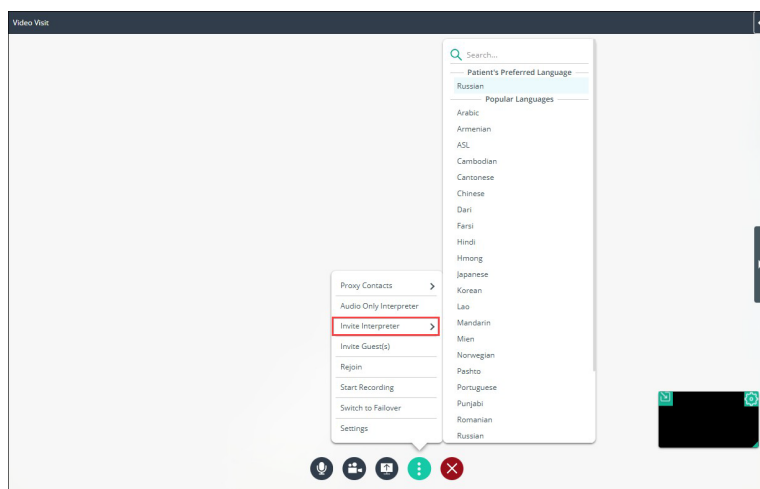 Video Visit
Search...
Patient's Preferred Language
Russian
Popular Languages
Arabic
Armenian
ASL
Cambodian
Cantonese
Chinese
Dari
Farsi
Hindi
Hmong
Japanese
Korean
Lao
Mandarin
Mien
Norwegian
Pashto
Portuguese
Punjabi
Romanian
Russian
Proxy Contacts
Audio Only Interpreter
Invite Interpreter
Invite Guest(s)
Rejoin
Start Recording
Switch to Failover
Settings